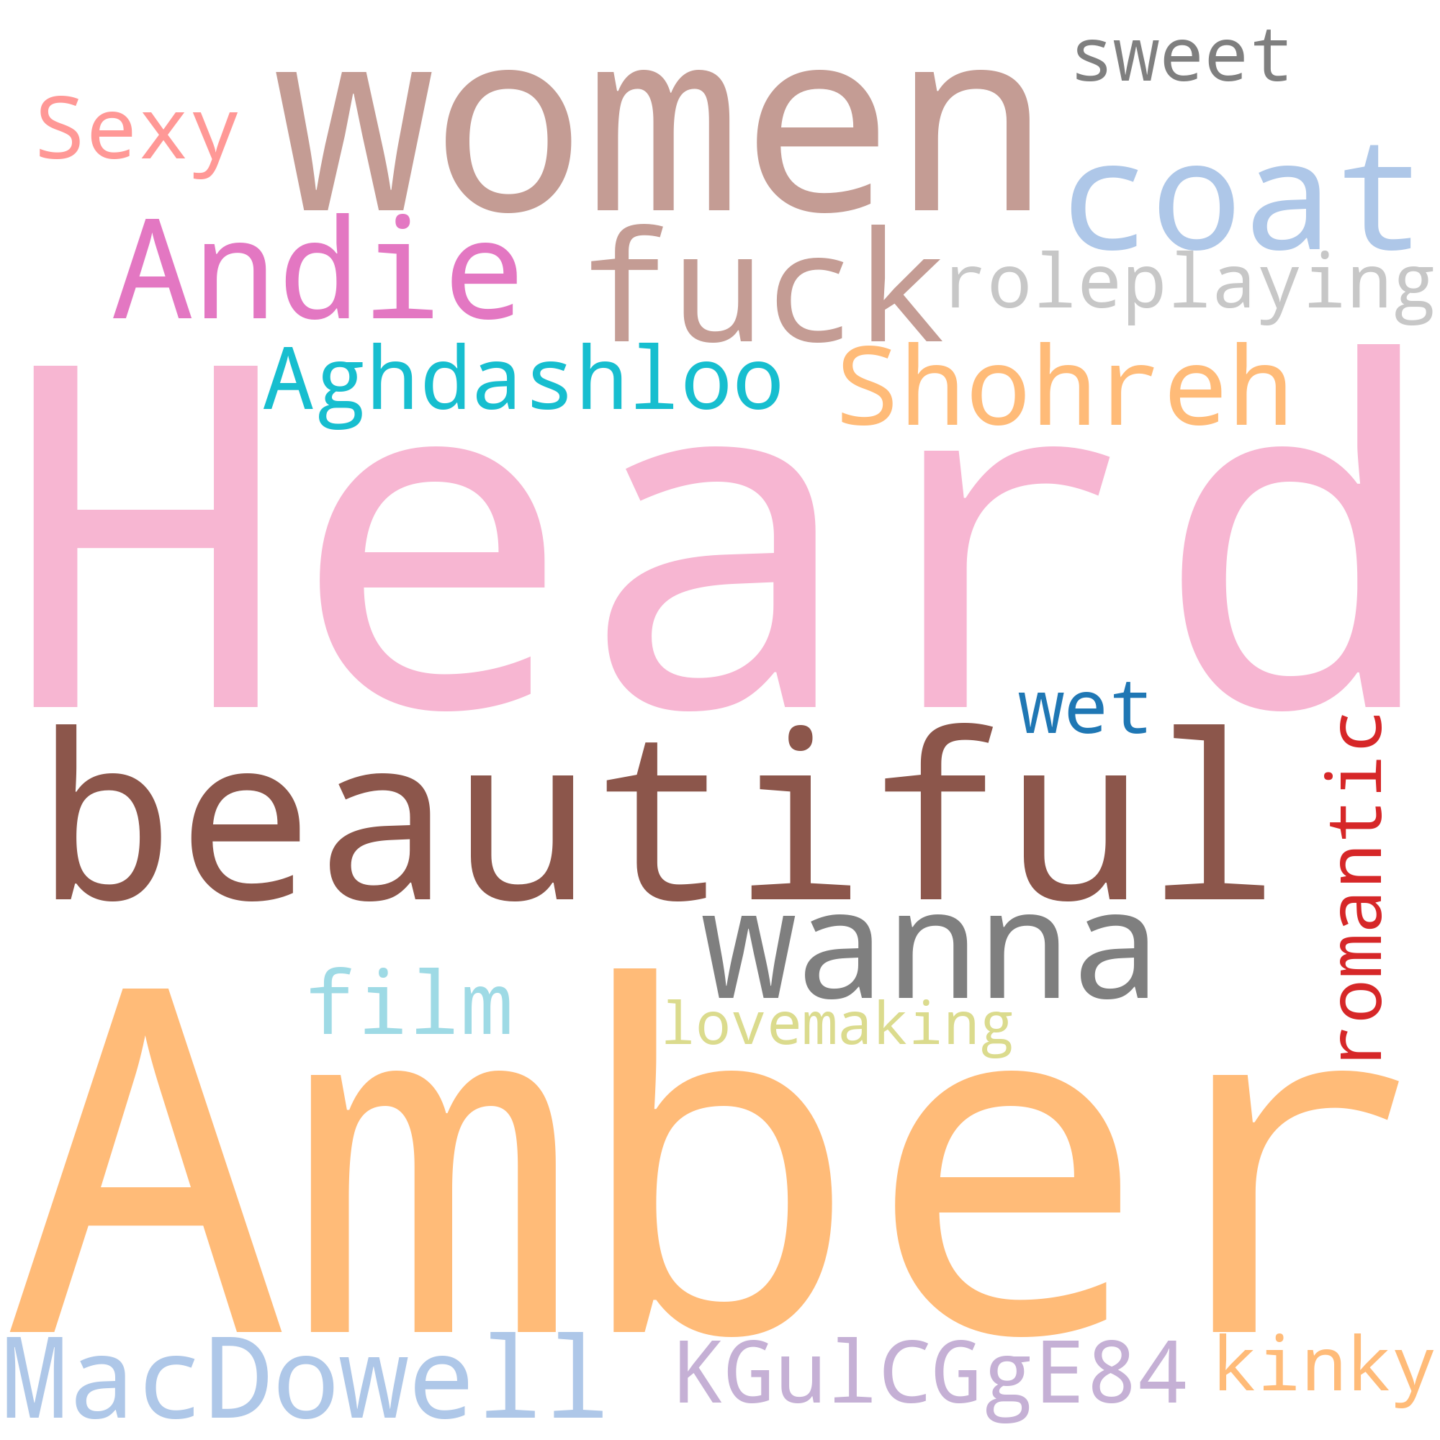 sweet
Sexy
women
coat
Andie
fuck
roleplaying
Aghdashloo
Shohreh
Heard
wet
beautiful
romantic
wanna
film
lovemaking
Amber
MacDowell
KGulCGgE84
kinky